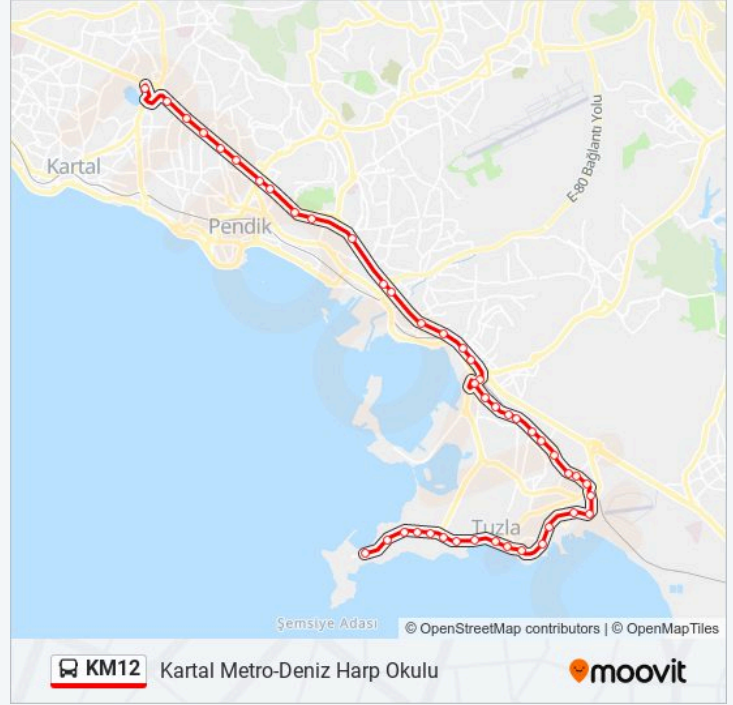 E-80 Bağlantı Yolu
Kartal
Pendik
Tuzla
Şemsiye Adası
© OpenStreetMap contributors | © OpenMapTiles
KM12 Kartal Metro-Deniz Harp Okulu
moovit